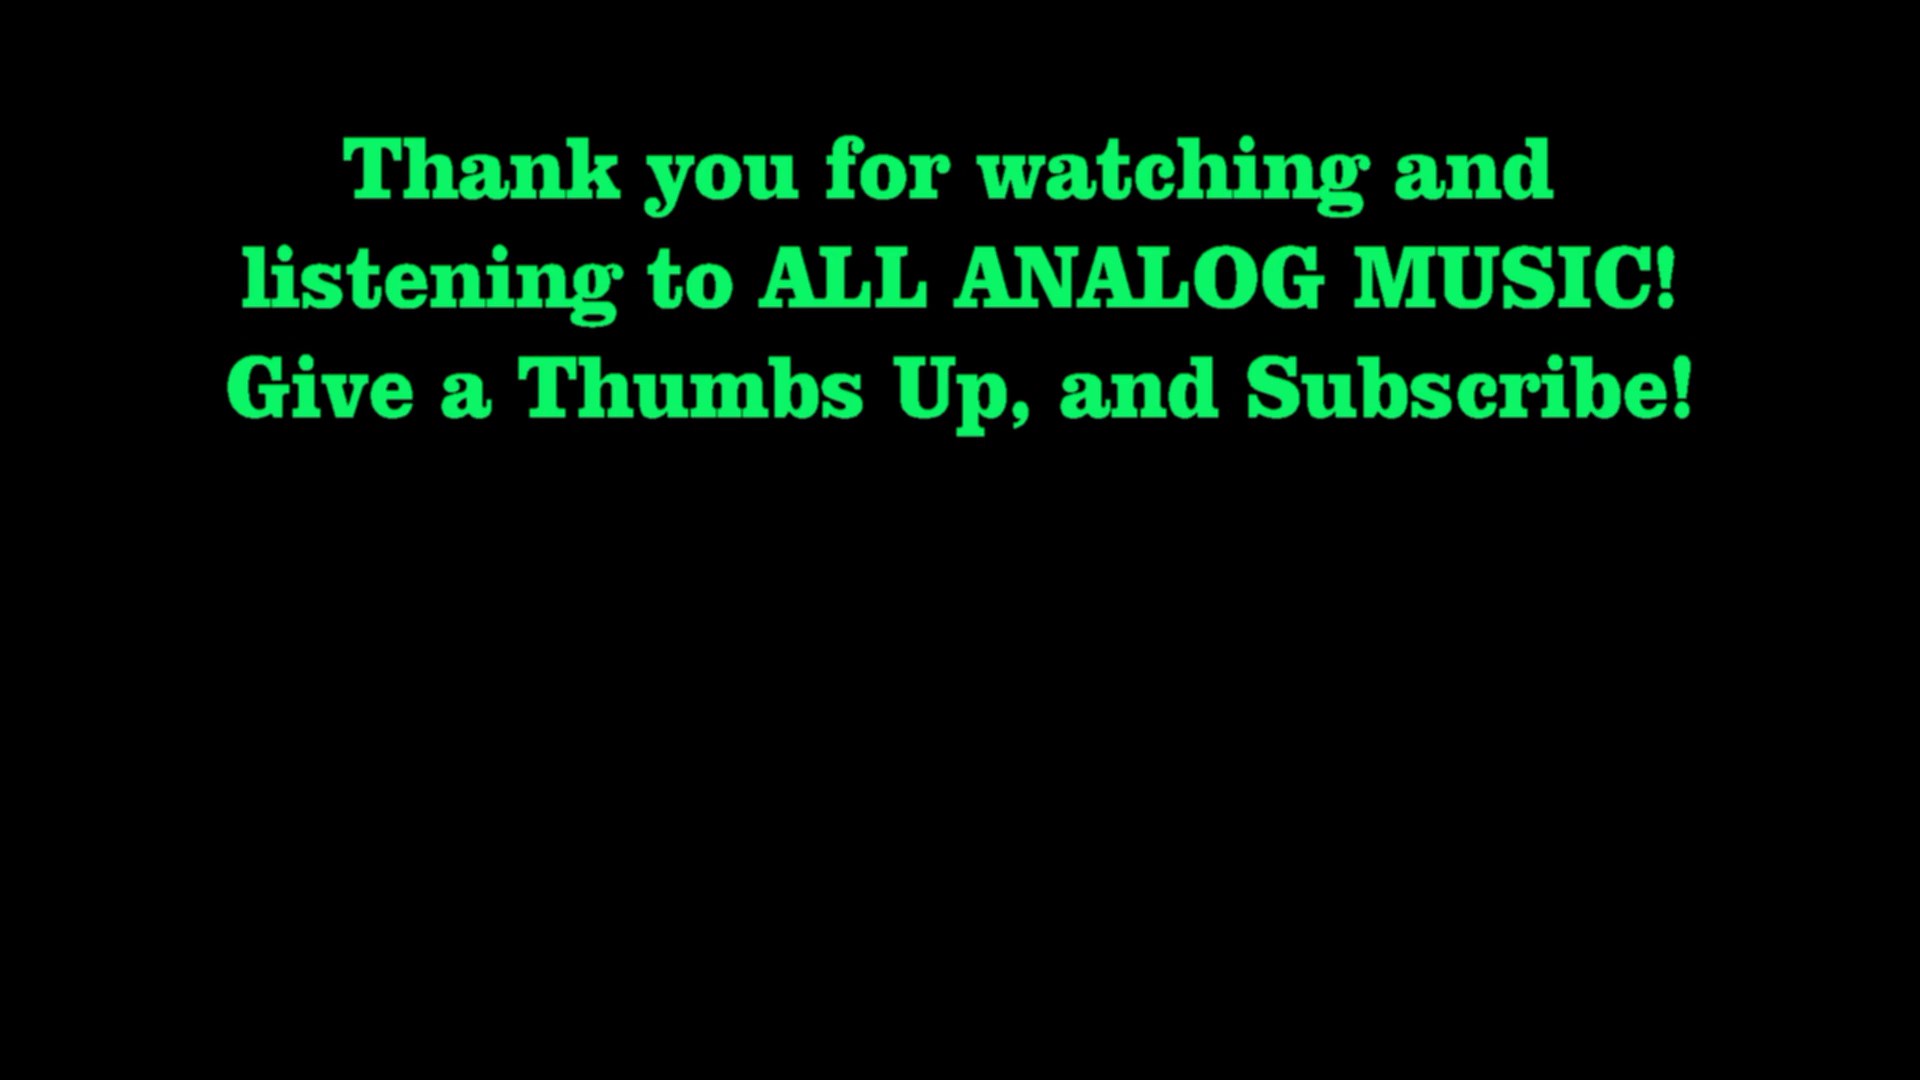 Thank you for watching and
listening to ALL ANALOG MUSIC!
Give a Thumbs Up, and Subscribe!